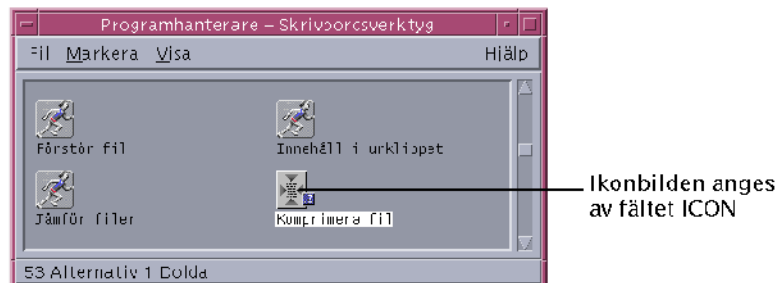 Programhanterare – Skrivborcsverktyg
Fil Markera Visa Hjälp
Förstör fil Innehåll i urklippet
Jämför filer Komprimera fil
Ikonbilden anges
av fältet ICON
53 Alternativ 1 Dolda